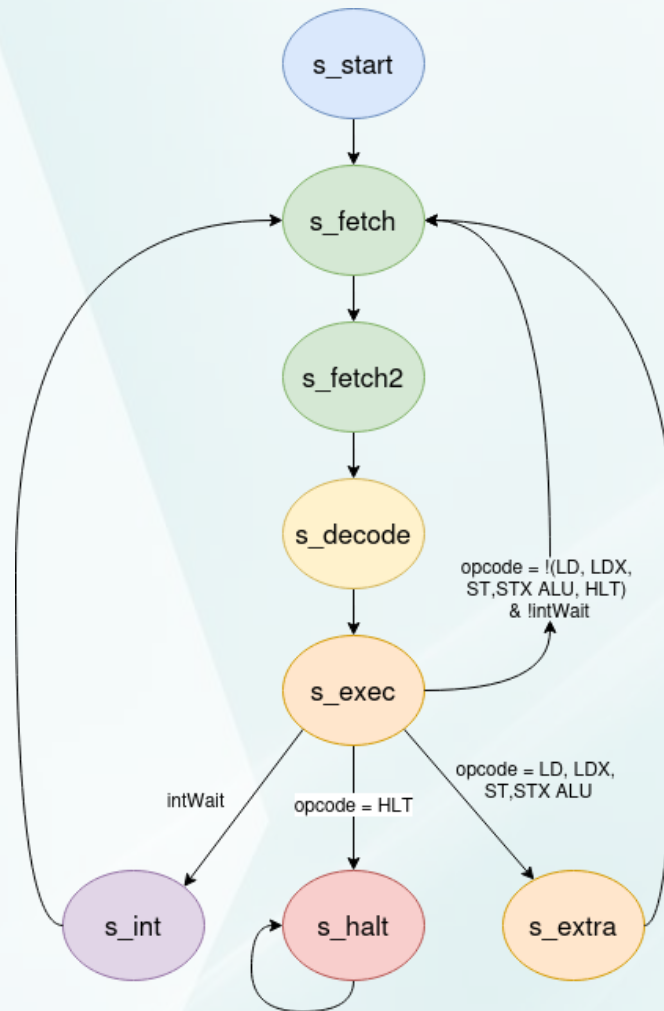 s_start
s_fetch
s_fetch2
s_decode
opcode = !(LD, LDX,
ST,STX ALU, HLT)
& !intWait
s_exec
opcode = LD, LDX,
ST,STX ALU
intWait
opcode = HLT
s_int
s_halt
s_extra